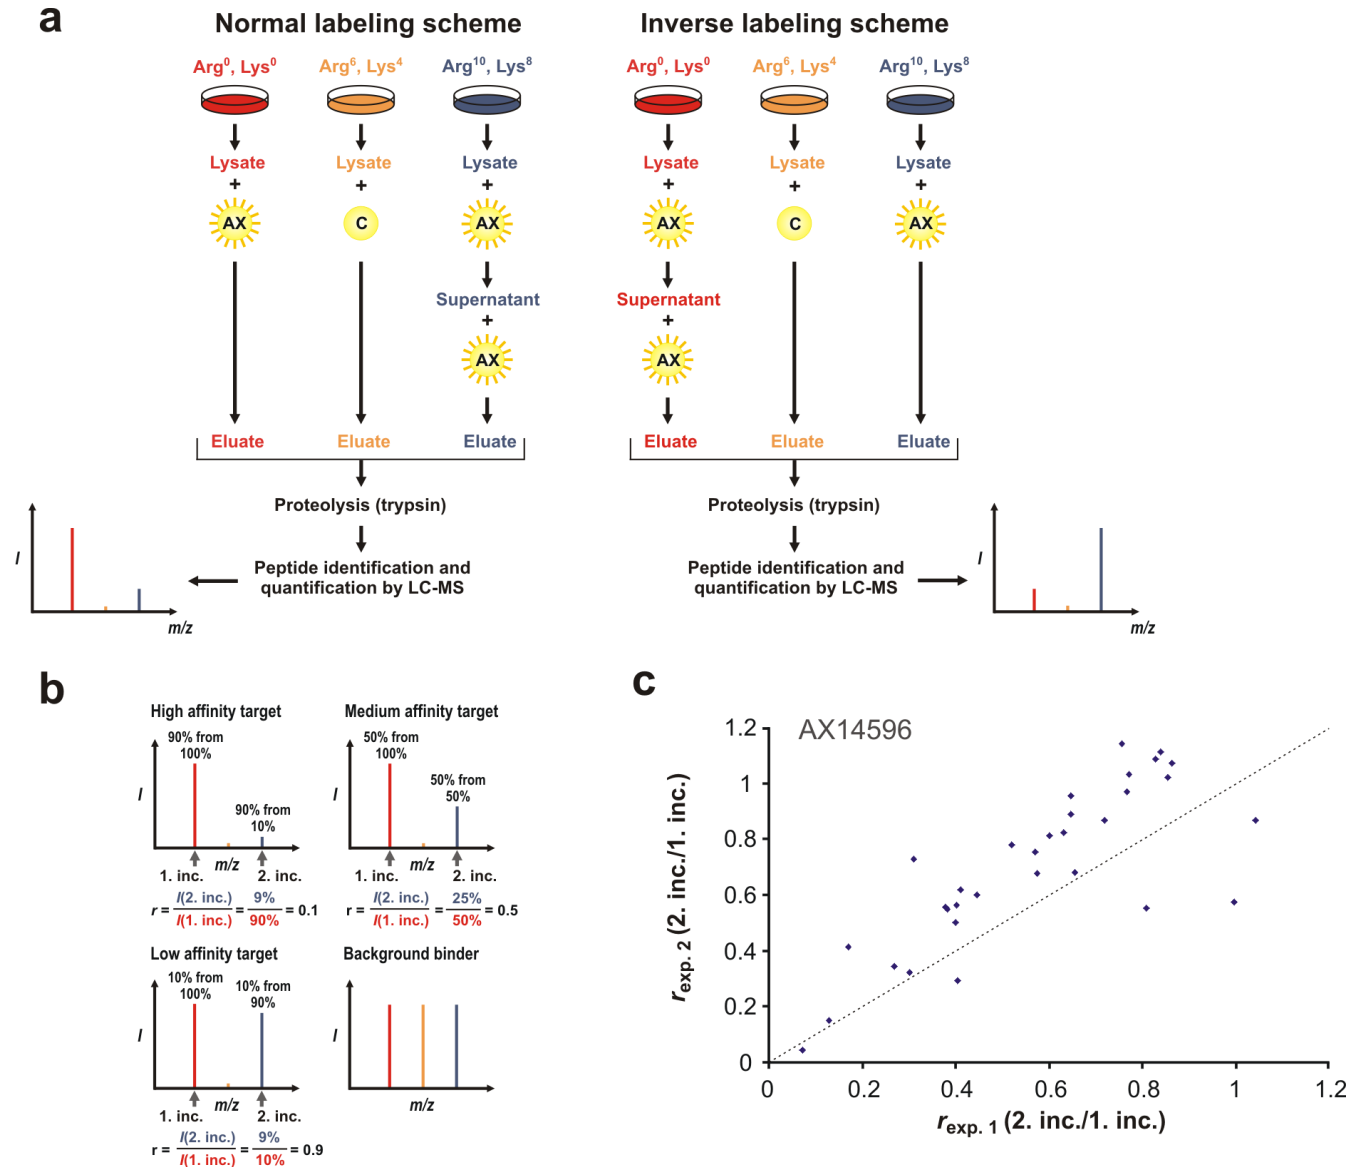 a
Normal labeling scheme
Inverse labeling scheme
Arg0, Lys0 Arg6, Lys4 Arg10, Lys8
Arg0, Lys0 Arg6, Lys4 Arg10, Lys8
Lysate Lysate Lysate
Lysate Lysate Lysate
+ + +
+ + +
AX C AX
AX C AX
Supernatant
Supernatant
+
+
AX
AX
Eluate Eluate Eluate
Eluate Eluate Eluate
Proteolysis (trypsin)
Proteolysis (trypsin)
Peptide identification and
quantification by LC-MS
Peptide identification and
quantification by LC-MS
I
m/z
I
m/z
b
High affinity target
90% from
100%
90% from
10%
I
m/z
1. inc. 2. inc.
r = I(2. inc.) / I(1. inc.) = 9% / 90% = 0.1
Medium affinity target
50% from
100%
50% from
50%
I
m/z
1. inc. 2. inc.
r = I(2. inc.) / I(1. inc.) = 25% / 50% = 0.5
Low affinity target
10% from
100%
10% from
90%
I
m/z
1. inc. 2. inc.
r = I(2. inc.) / I(1. inc.) = 9% / 10% = 0.9
Background binder
I
m/z
c
AX14596
1.2
1
0.8
0.6
0.4
0.2
0
0 0.2 0.4 0.6 0.8 1 1.2
rexp. 2 (2. inc./1. inc.)
rexp. 1 (2. inc./1. inc.)